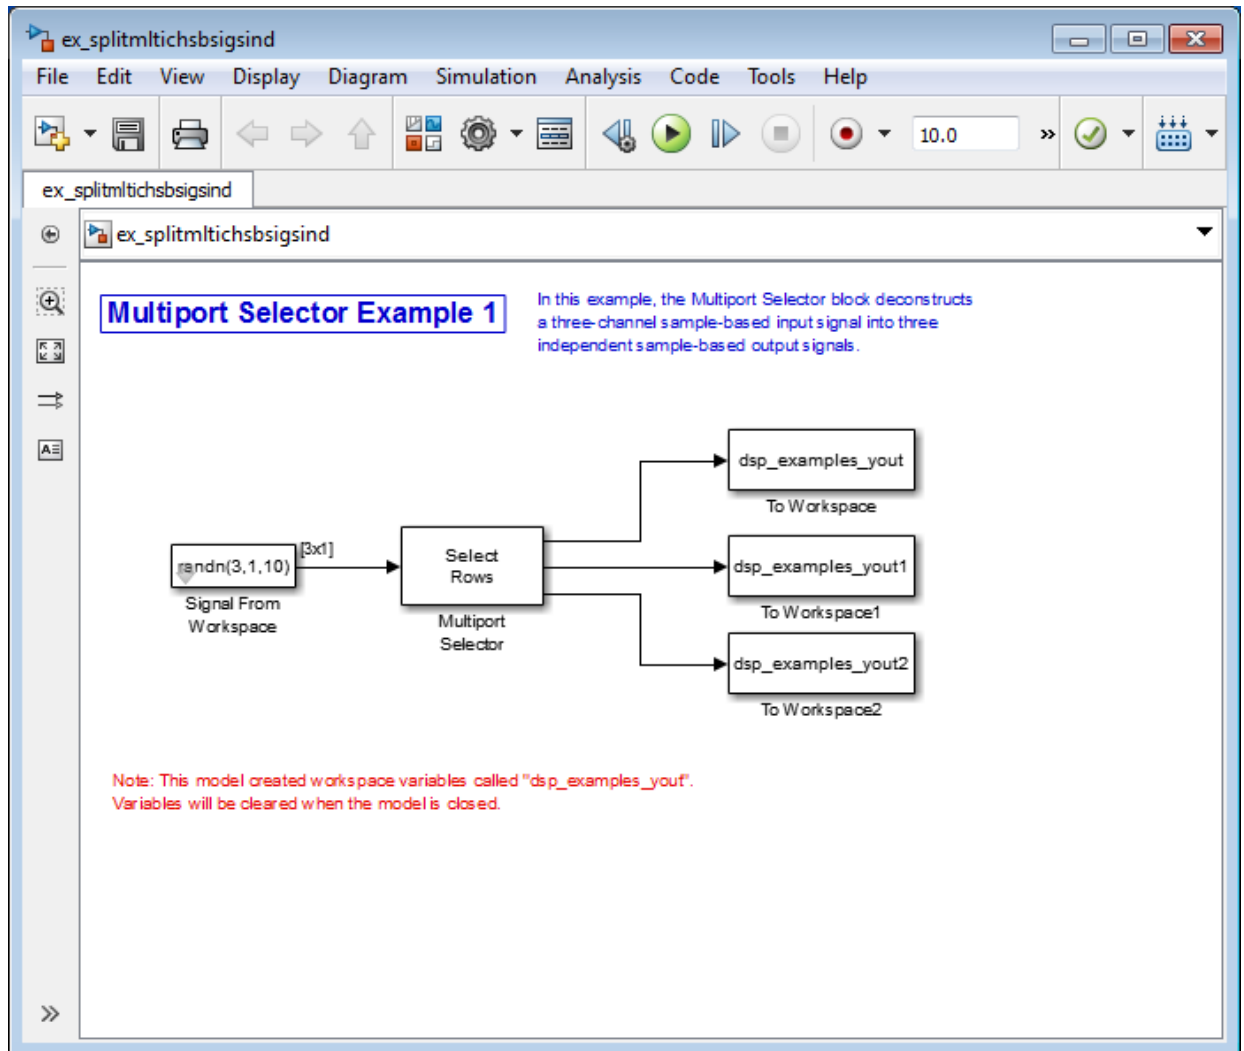 ex_splitmltichsbsigsind
File Edit View Display Diagram Simulation Analysis Code Tools Help
10.0 »
ex_splitmltichsbsigsind
ex_splitmltichsbsigsind
Multiport Selector Example 1
In this example, the Multiport Selector block deconstructs
a three-channel sample-based input signal into three
independent sample-based output signals.
dsp_examples_yout
To Workspace
randn(3,1,10)
[3x1]
Signal From
Workspace
Select
Rows
Multiport
Selector
dsp_examples_yout1
To Workspace1
dsp_examples_yout2
To Workspace2
Note: This model created workspace variables called "dsp_examples_yout".
Variables will be cleared when the model is closed.